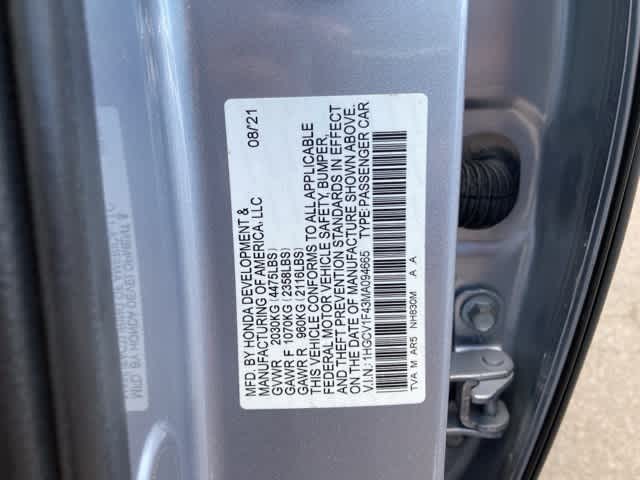 MFD. BY HONDA DEVELOPMENT & 08/21
MANUFACTURING OF AMERICA, LLC
GVWR 2030KG (4475LBS)
GAWR F 1070KG (2358LBS)
GAWR R 960KG (2116LBS)
THIS VEHICLE CONFORMS TO ALL APPLICABLE
FEDERAL MOTOR VEHICLE SAFETY, BUMPER,
AND THEFT PREVENTION STANDARDS IN EFFECT
ON THE DATE OF MANUFACTURE SHOWN ABOVE.
V.I.N.: 1HGCV1F43MA094665 TYPE: PASSENGER CAR
TVA M AR5 NH830M A A